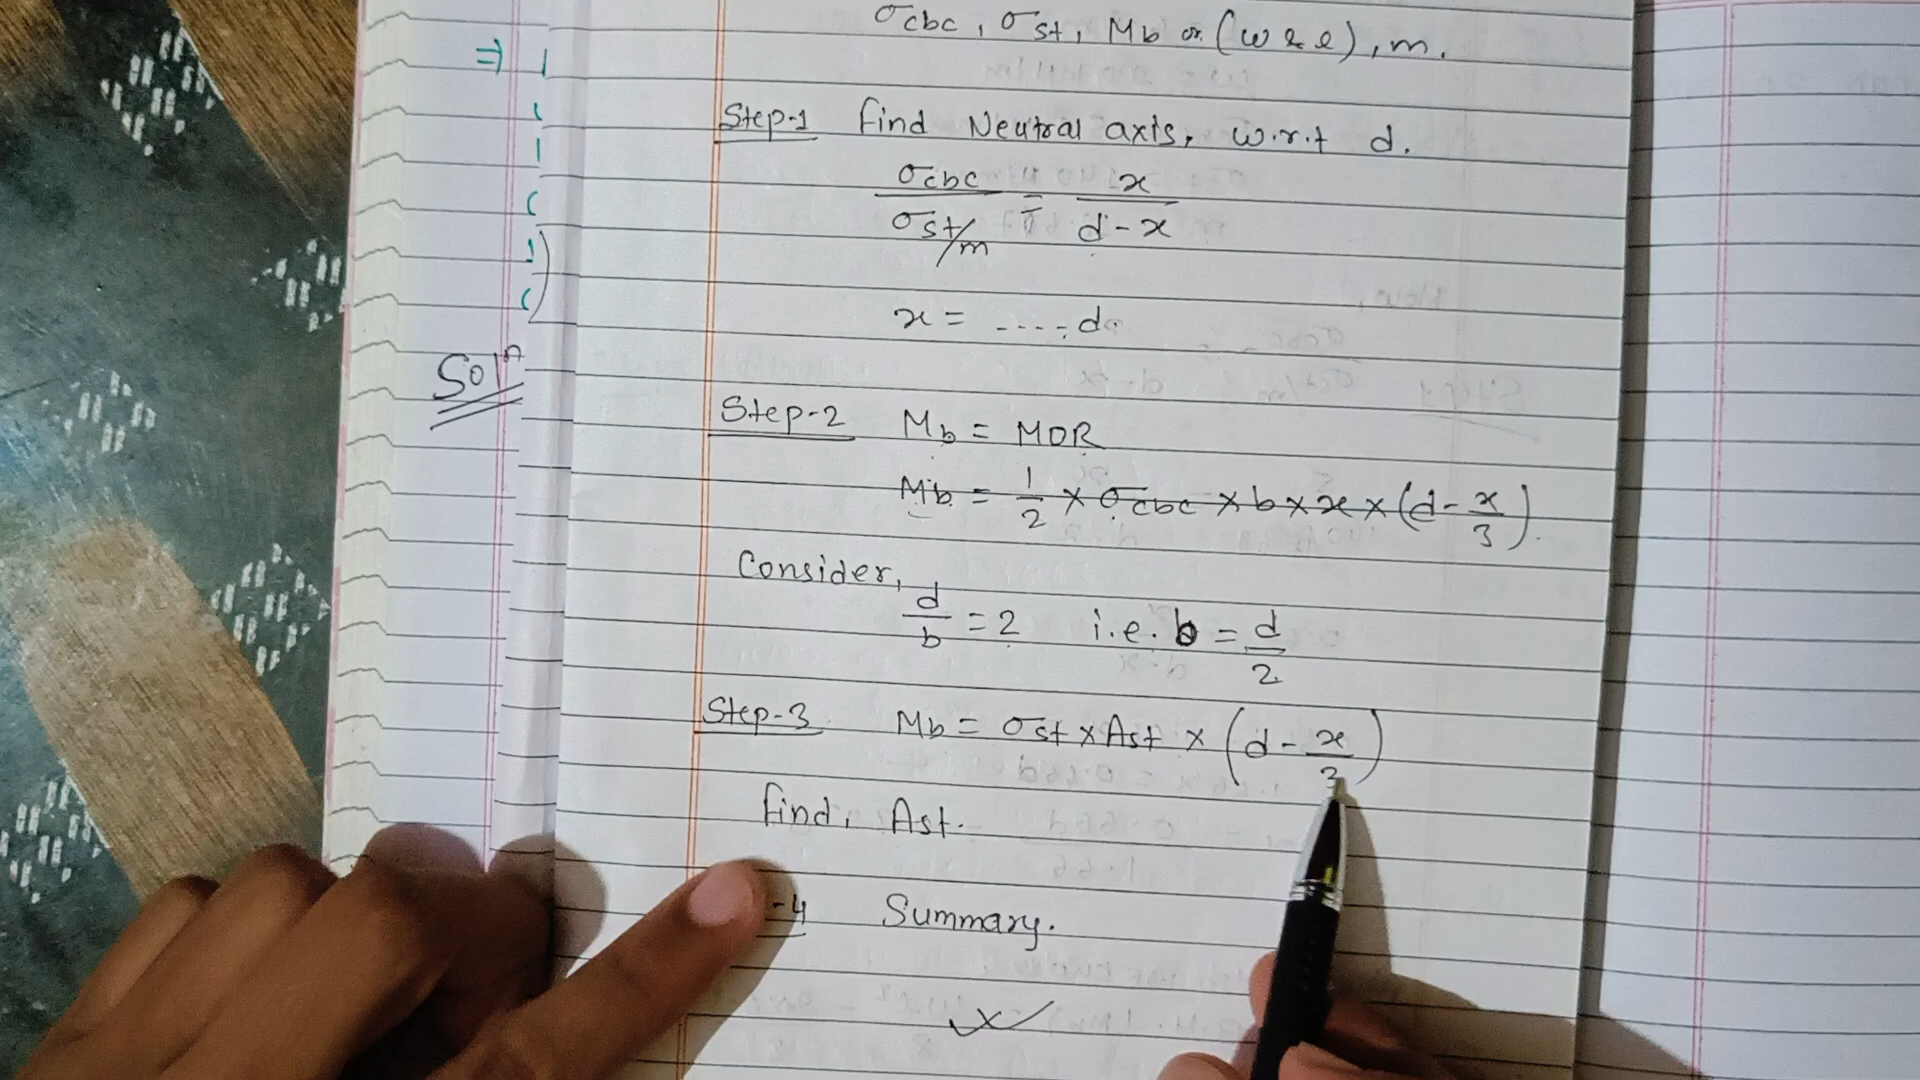 σcbc, σst, Mb or (w & l), m.
⇒
Step-1 Find Neutral axis, w.r.t d.
σcbc / σst/m = x / d-x
x = ----d.
Solⁿ
Step-2 Mb = MOR
Mb = 1/2 × σcbc × b × x × (d - x/3).
Consider,
d/b = 2 i.e. b = d/2
Step-3 Mb = σst × Ast × (d - x/3)
Find, Ast.
-4 Summary.